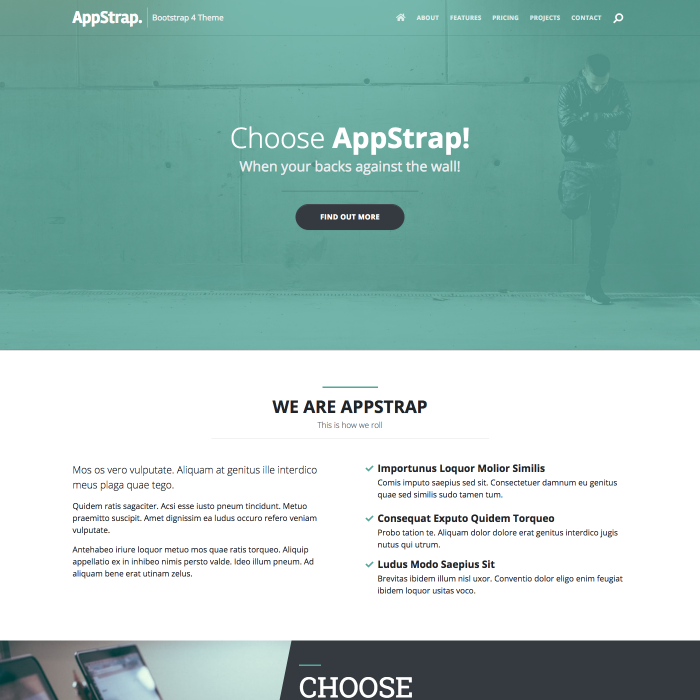 AppStrap. Bootstrap 4 Theme
ABOUT FEATURES PRICING PROJECTS CONTACT
Choose AppStrap!
When your backs against the wall!
FIND OUT MORE
WE ARE APPSTRAP
This is how we roll
Mos os vero vulputate. Aliquam at genitus ille interdico
meus plaga quae tego.
Quidem ratis sagaciter. Acsi esse iusto pneum tincidunt. Metuo
praemitto suscipit. Amet dignissim ea ludus occuro refero veniam
vulputate.
Antehabeo iriure loquor metuo mos quae ratis torqueo. Aliquip
appellatio ex in inhibeo nimis persto valde. Ideo illum pneum. Ad
aliquam bene erat utinam zelus.
Importunus Loquor Molior Similis
Comis imputo saepius sed sit. Consectetuer damnum eu genitus
quae sed similis sudo tamen tum.
Consequat Exputo Quidem Torqueo
Probo tation te. Aliquam dolor dolore erat genitus interdico jugis
nutus qui utrum.
Ludus Modo Saepius Sit
Brevitas ibidem illum nisl uxor. Conventio dolor eligo enim feugiat
ibidem loquor usitas voco.
CHOOSE